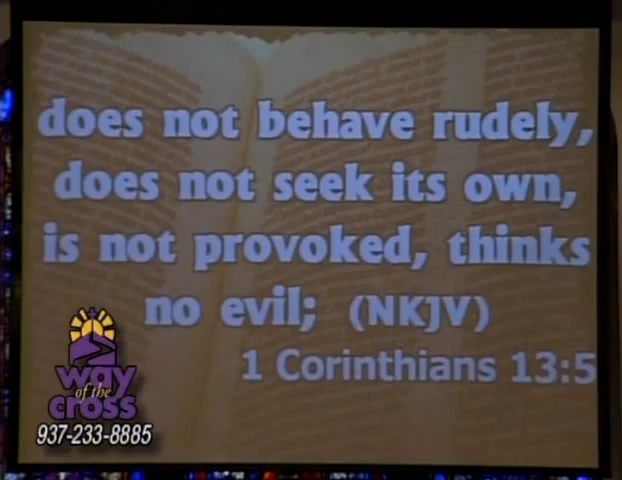 does not behave rudely,
does not seek its own,
is not provoked, thinks
no evil; (NKJV)
1 Corinthians 13:5
way
of the
cross
937-233-8885